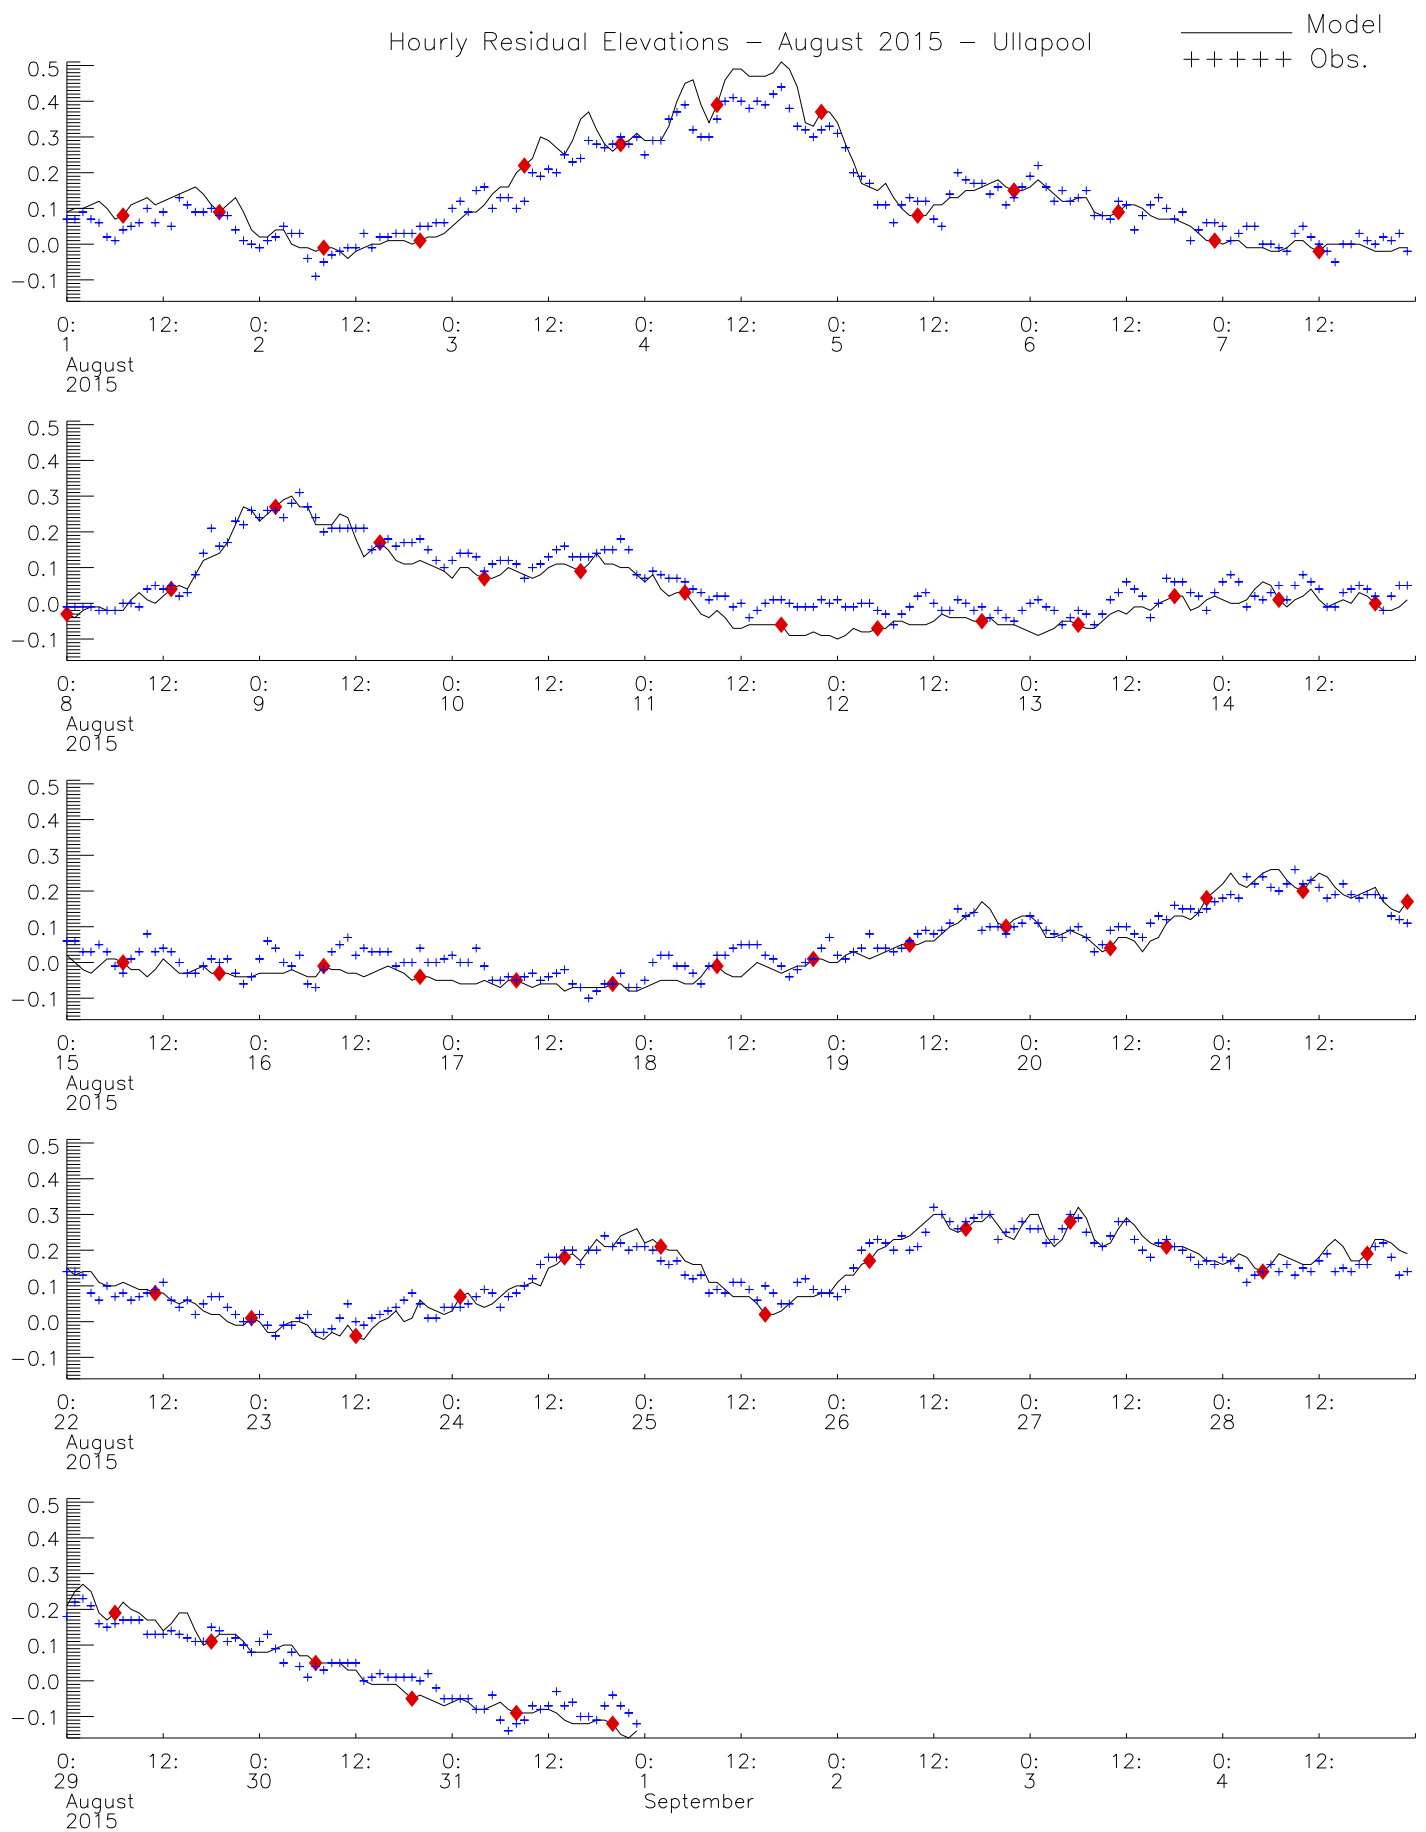 Hourly Residual Elevations – August 2015 – Ullapool
Model
+++++ Obs.
0.5
0.4
0.3
0.2
0.1
0.0
−0.1
0: 12: 0: 12: 0: 12: 0: 12: 0: 12: 0: 12: 0: 12:
1 2 3 4 5 6 7
August
2015
0.5
0.4
0.3
0.2
0.1
0.0
−0.1
0: 12: 0: 12: 0: 12: 0: 12: 0: 12: 0: 12: 0: 12:
8 9 10 11 12 13 14
August
2015
0.5
0.4
0.3
0.2
0.1
0.0
−0.1
0: 12: 0: 12: 0: 12: 0: 12: 0: 12: 0: 12: 0: 12:
15 16 17 18 19 20 21
August
2015
0.5
0.4
0.3
0.2
0.1
0.0
−0.1
0: 12: 0: 12: 0: 12: 0: 12: 0: 12: 0: 12: 0: 12:
22 23 24 25 26 27 28
August
2015
0.5
0.4
0.3
0.2
0.1
0.0
−0.1
0: 12: 0: 12: 0: 12: 0: 12: 0: 12: 0: 12: 0: 12:
29 30 31 1 2 3 4
August September
2015